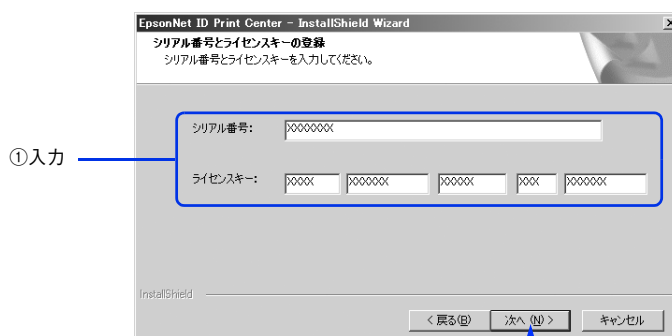 EpsonNet ID Print Center - InstallShield Wizard
シリアル番号とライセンスキーの登録
シリアル番号とライセンスキーを入力してください。
シリアル番号: XXXXXXX
①入力
ライセンスキー: XXXX XXXXXX XXXXX XXX XXXXXX
InstallShield
< 戻る(B) 次へ (N) > キャンセル